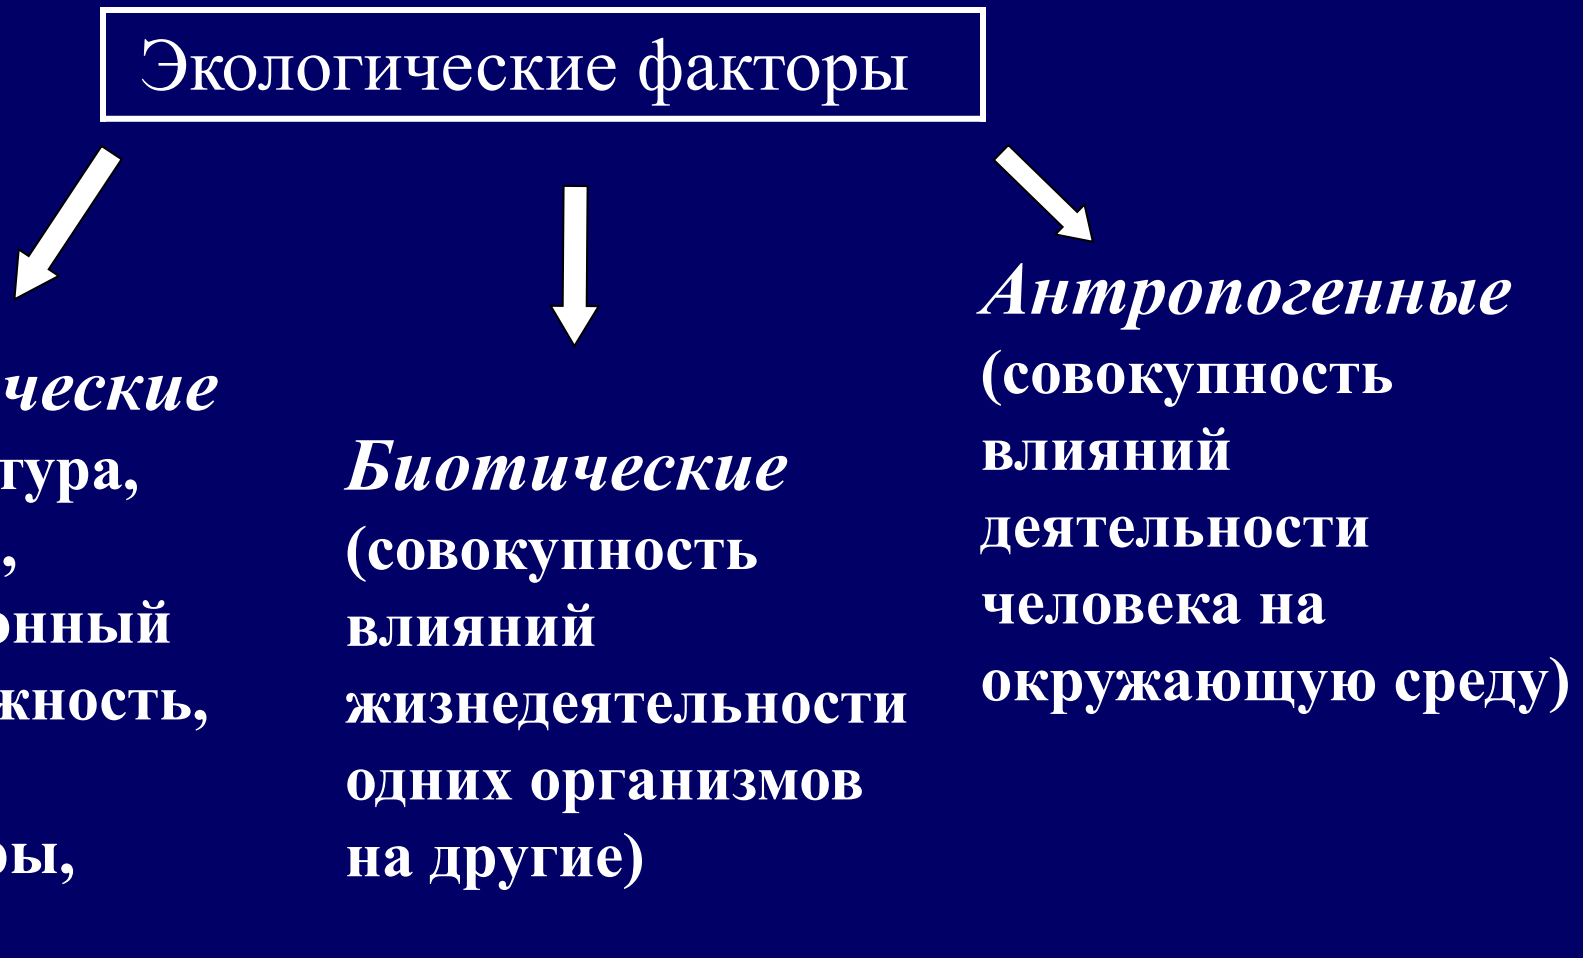 Экологические факторы
ческие
тура,
,
онный
жность,
ры,
Биотические
(совокупность
влияний
жизнедеятельности
одних организмов
на другие)
Антропогенные
(совокупность
влияний
деятельности
человека на
окружающую среду)